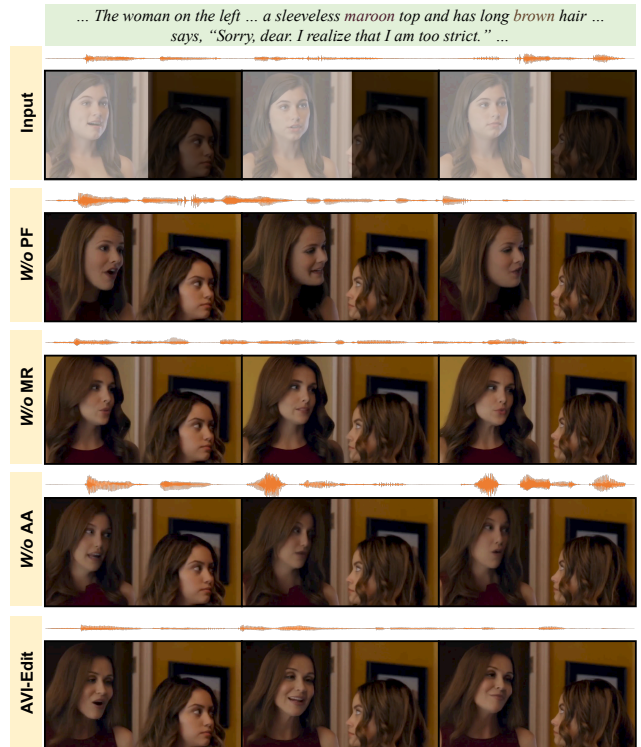 ... The woman on the left ... a sleeveless maroon top and has long brown hair ...
says, “Sorry, dear. I realize that I am too strict.” ...
Input
W/o PF
W/o MR
W/o AA
AVI-Edit